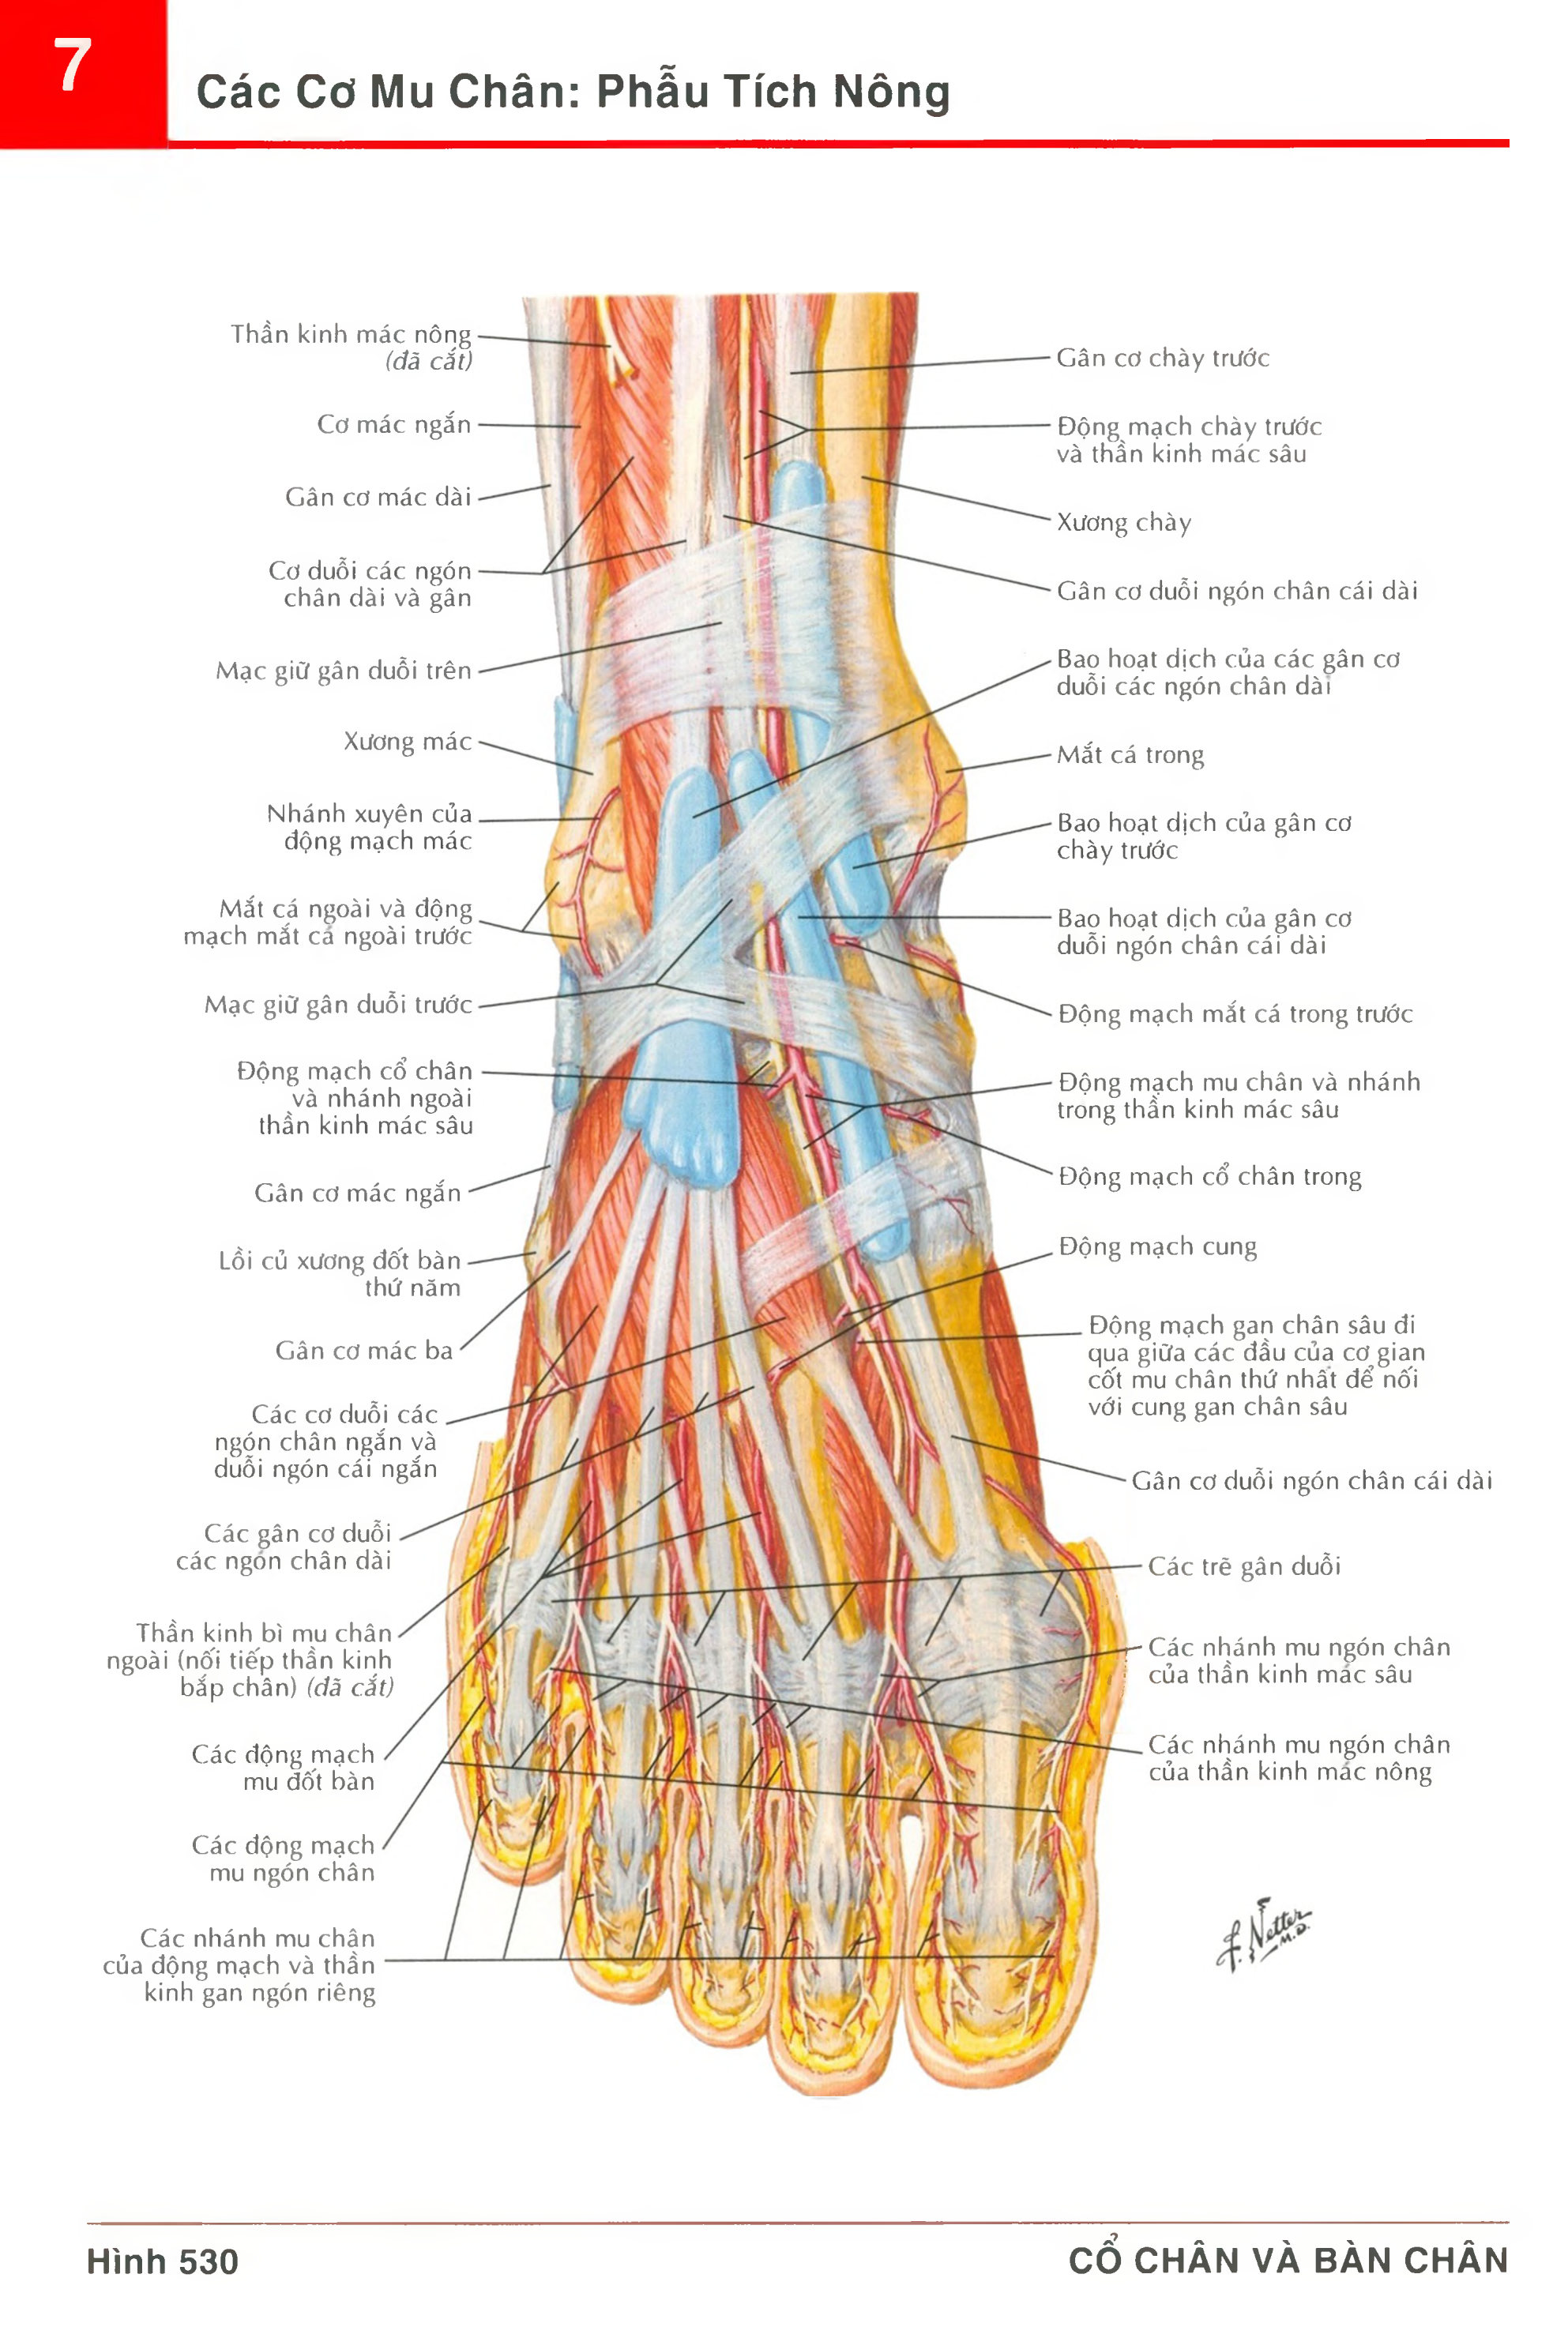 7
Các Cơ Mu Chân: Phẫu Tích Nông
Thần kinh mác nông
(đã cắt)
Cơ mác ngắn
Gân cơ mác dài
Cơ duỗi các ngón
chân dài và gân
Mạc giữ gân duỗi trên
Xương mác
Nhánh xuyên của
động mạch mác
Mắt cá ngoài và động
mạch mắt cá ngoài trước
Mạc giữ gân duỗi trước
Động mạch cổ chân
và nhánh ngoài
thần kinh mác sâu
Gân cơ mác ngắn
Lồi củ xương đốt bàn
thứ năm
Gân cơ mác ba
Các cơ duỗi các
ngón chân ngắn và
duỗi ngón cái ngắn
Các gân cơ duỗi
các ngón chân dài
Thần kinh bì mu chân
ngoài (nối tiếp thần kinh
bắp chân) (đã cắt)
Các động mạch
mu đốt bàn
Các động mạch
mu ngón chân
Các nhánh mu chân
của động mạch và thần
kinh gan ngón riêng
Gân cơ chày trước
Động mạch chày trước
và thần kinh mác sâu
Xương chày
Gân cơ duỗi ngón chân cái dài
Bao hoạt dịch của các gân cơ
duỗi các ngón chân dài
Mắt cá trong
Bao hoạt dịch của gân cơ
chày trước
Bao hoạt dịch của gân cơ
duỗi ngón chân cái dài
Động mạch mắt cá trong trước
Động mạch mu chân và nhánh
trong thần kinh mác sâu
Động mạch cổ chân trong
Động mạch cung
Động mạch gan chân sâu đi
qua giữa các đầu của cơ gian
cốt mu chân thứ nhất để nối
với cung gan chân sâu
Gân cơ duỗi ngón chân cái dài
Các trẽ gân duỗi
Các nhánh mu ngón chân
của thần kinh mác sâu
Các nhánh mu ngón chân
của thần kinh mác nông
F. Netter
M.D.
Hình 530
CỔ CHÂN VÀ BÀN CHÂN